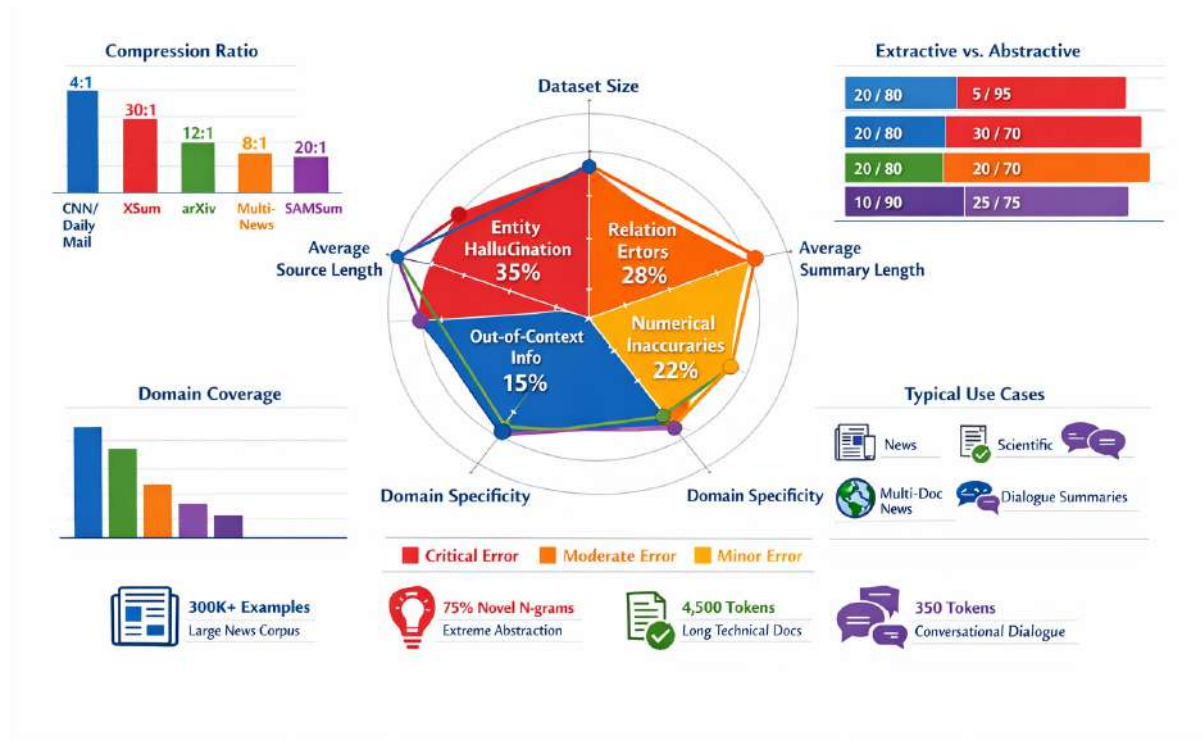 Compression Ratio
4:1
30:1
12:1
8:1
20:1
CNN/
Daily
Mail
XSum
arXiv
Multi-
News
SAMSum
Dataset Size
Extractive vs. Abstractive
20 / 80
5 / 95
20 / 80
30 / 70
20 / 80
20 / 70
10 / 90
25 / 75
Average
Source Length
Entity
HalluCination
35%
Relation
Ertors
28%
Average
Summary Length
Out-of-Context
Info
15%
Numerical
Inaccuraries
22%
Domain Coverage
Domain Specificity
Domain Specificity
Typical Use Cases
News
Scientific
Multi-Doc
News
Dialogue Summaries
Critical Error
Moderate Error
Minor Error
300K+ Examples
Large News Corpus
75% Novel N-grams
Extreme Abstraction
4,500 Tokens
Long Technical Docs
350 Tokens
Conversational Dialogue